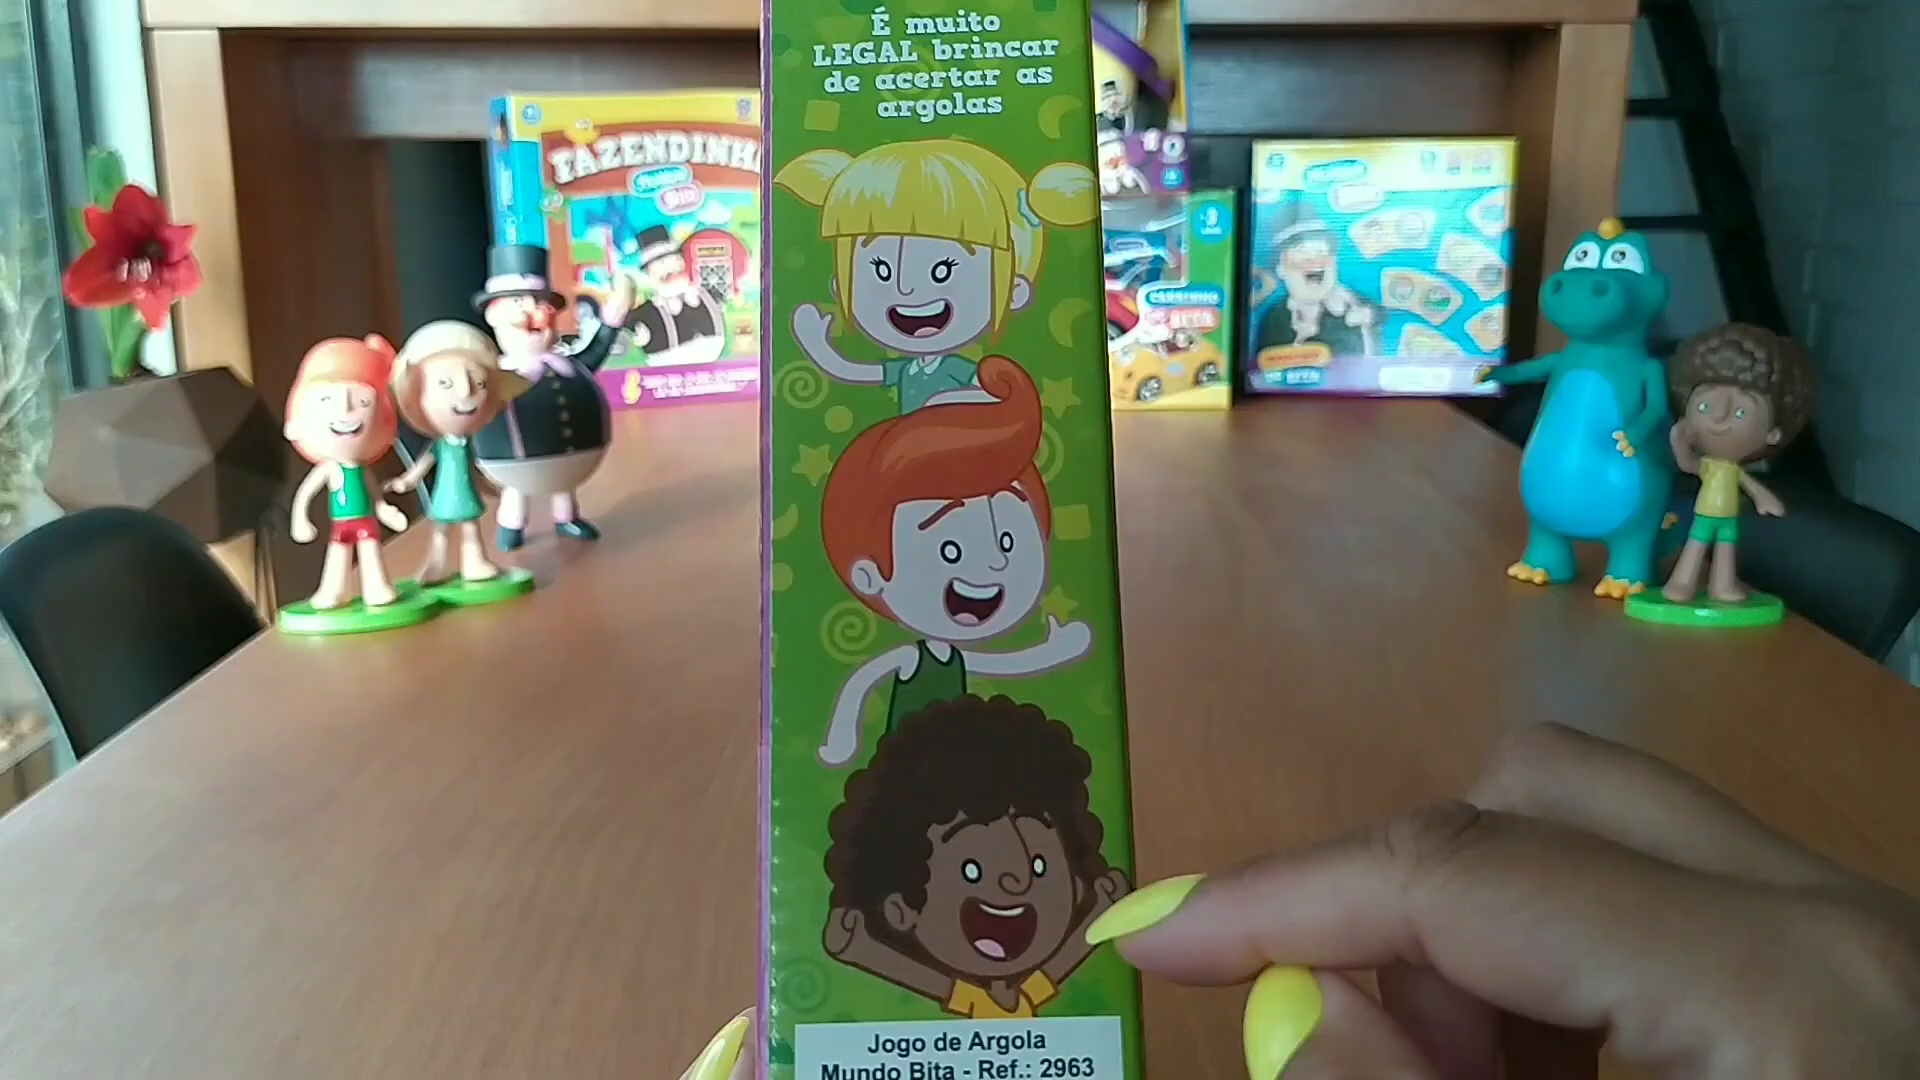 É muito
LEGAL brincar
de acertar as
argolas
FAZENDINHA
Jogo de Argola
Mundo Bita - Ref.: 2963